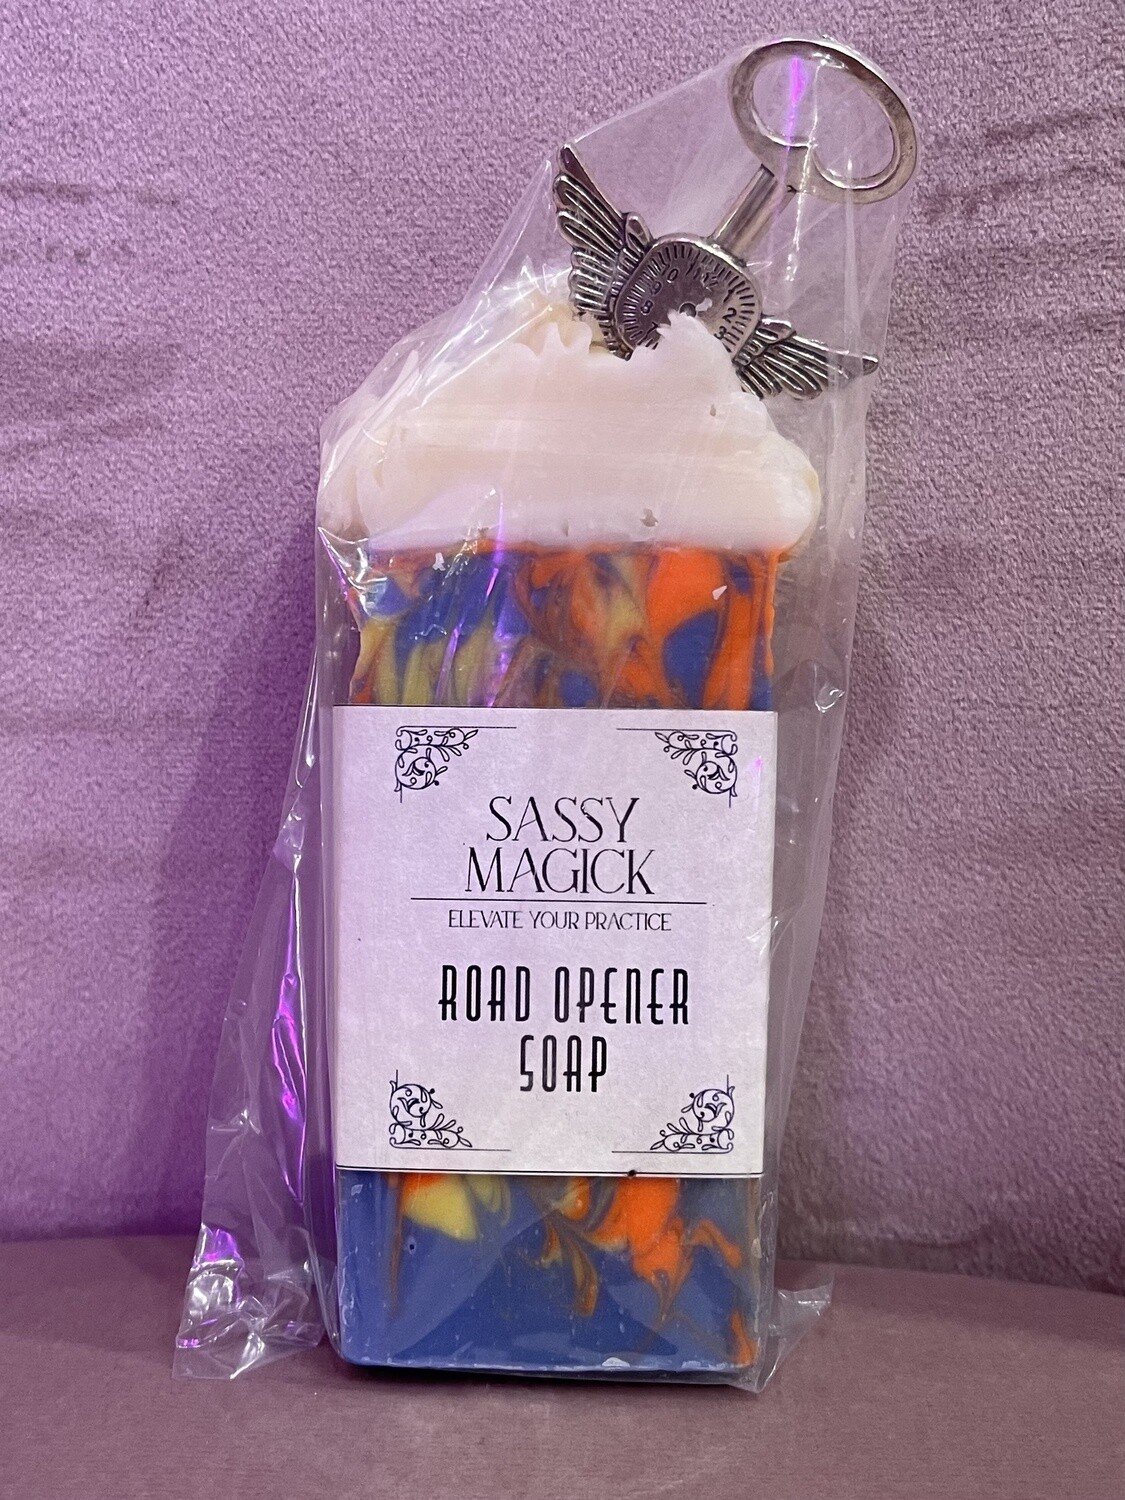 SASSY
MAGICK
ELEVATE YOUR PRACTICE
ROAD OPENER
SOAP